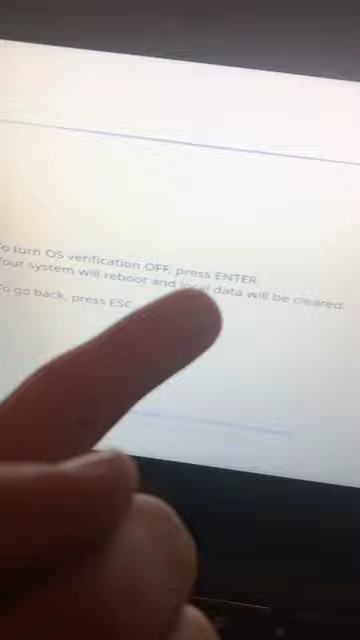 To turn OS verification OFF, press ENTER.
Your system will reboot and local data will be cleared.
To go back, press ESC.